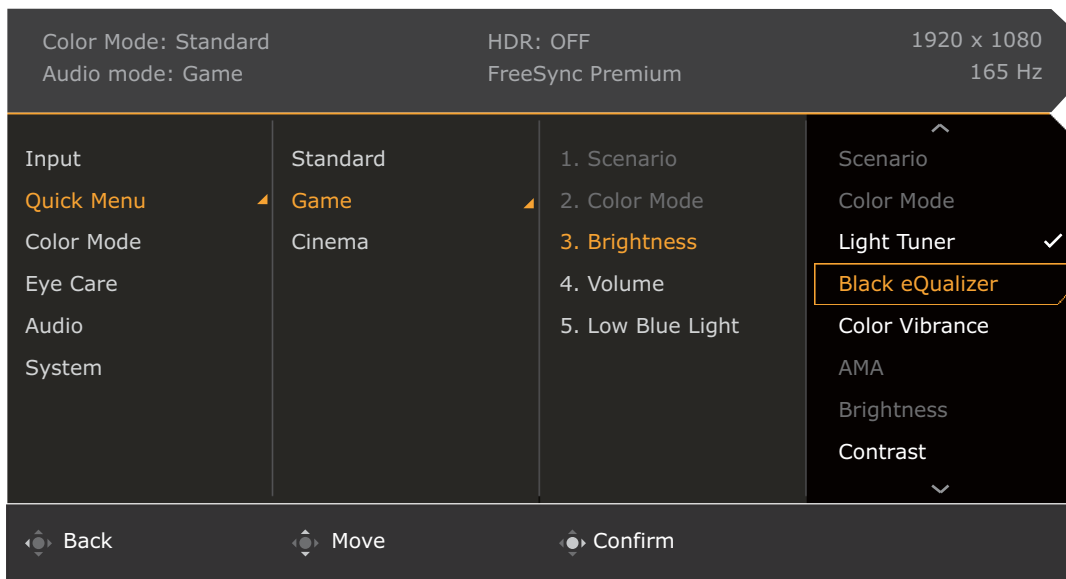 Color Mode: Standard
HDR: OFF
1920 x 1080
Audio mode: Game
FreeSync Premium
165 Hz
Input
Quick Menu
Color Mode
Eye Care
Audio
System
Standard
Game
Cinema
1. Scenario
2. Color Mode
3. Brightness
4. Volume
5. Low Blue Light
Scenario
Color Mode
Light Tuner
Black eQualizer
Color Vibrance
AMA
Brightness
Contrast
Back
Move
Confirm